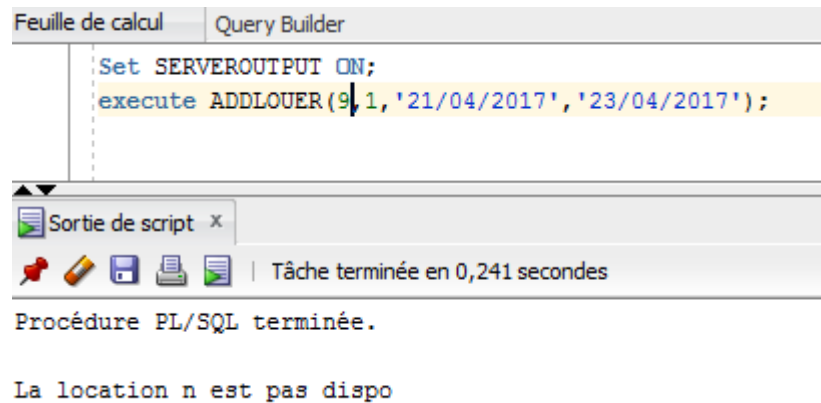 Feuille de calcul Query Builder
Set SERVEROUTPUT ON;
execute ADDLOUER(9,1,'21/04/2017','23/04/2017');
Sortie de script x
Tâche terminée en 0,241 secondes
Procédure PL/SQL terminée.
La location n est pas dispo